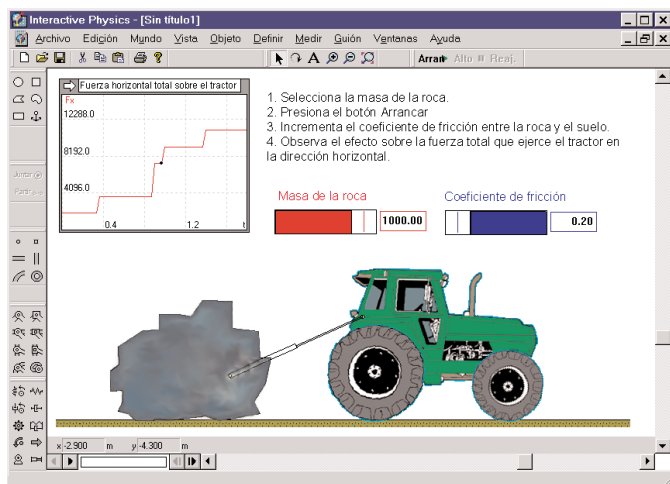 Interactive Physics - [Sin título1]
Archivo Edición Mundo Vista Objeto Definir Medir Guión Ventanas Ayuda
A Arran▸ Alto II Reaj.
Fuerza horizontal total sobre el tractor
Fx
12288.0
8192.0
4096.0
0.4 1.2 t
1. Selecciona la masa de la roca.
2. Presiona el botón Arrancar
3. Incrementa el coeficiente de fricción entre la roca y el suelo.
4. Observa el efecto sobre la fuerza total que ejerce el tractor en
la dirección horizontal.
Masa de la roca Coeficiente de fricción
1000.00 0.20
Juntar
Partir
x -2.900 m y -4.300 m